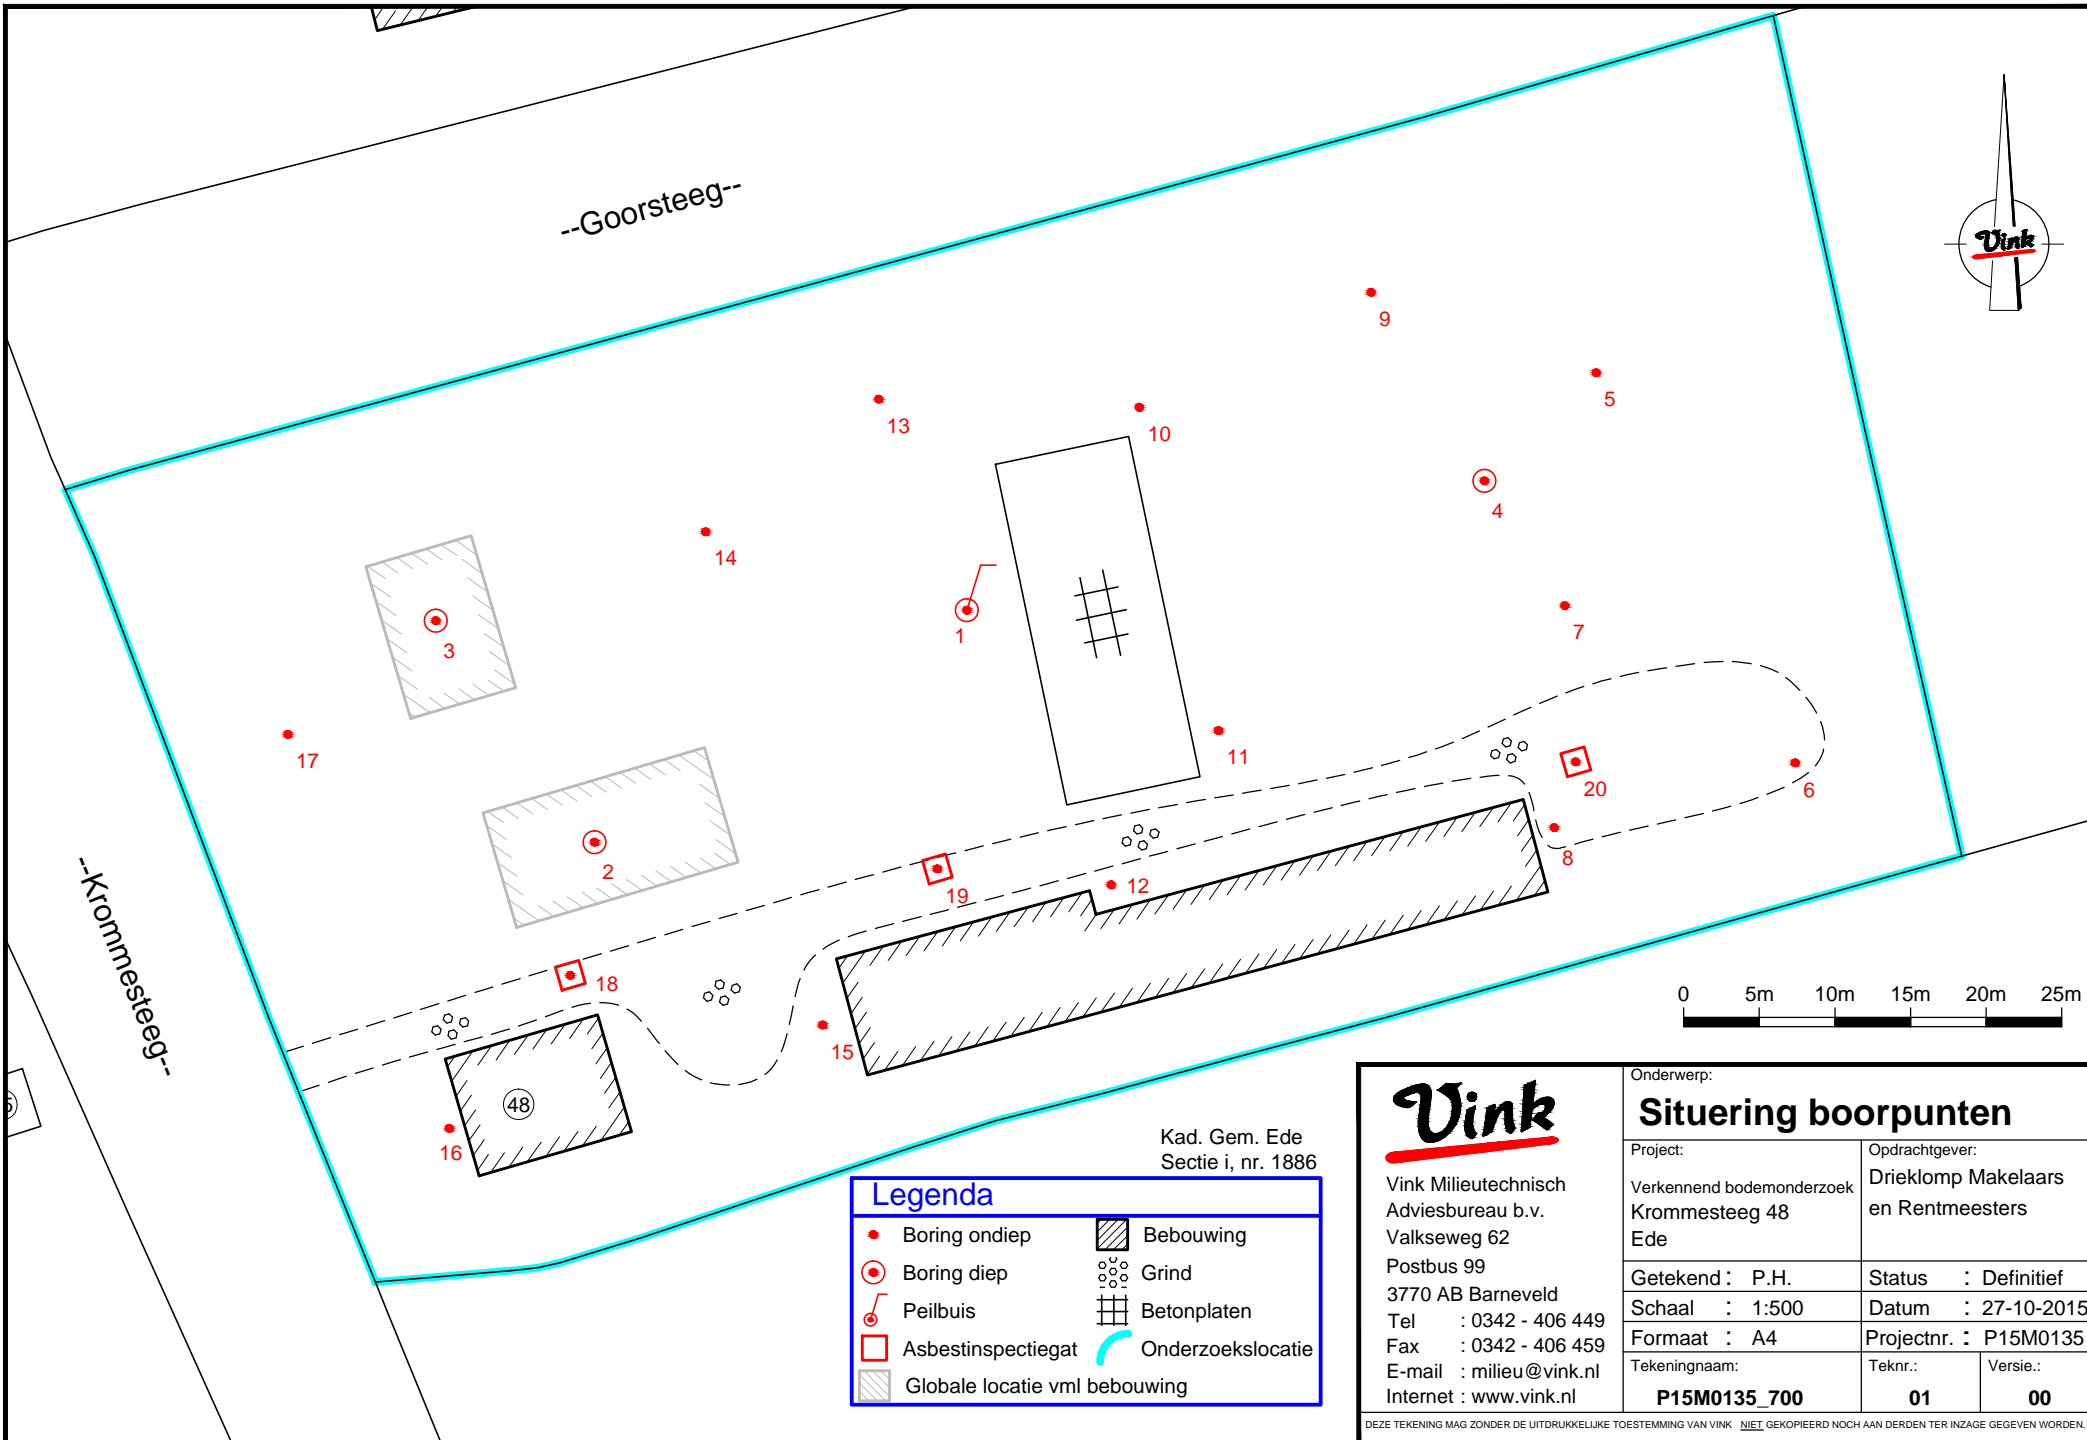 --Goorsteeg--
Vink
9
5
13
10
4
14
1
7
3
17
11
20
6
2
8
19
12
--Krommesteeg--
18
15
48
16
0 5m 10m 15m 20m 25m
Kad. Gem. Ede
Sectie i, nr. 1886
Legenda
Boring ondiep
Bebouwing
Boring diep
Grind
Peilbuis
Betonplaten
Asbestinspectiegat
Onderzoekslocatie
Globale locatie vml bebouwing
Vink
Vink Milieutechnisch
Adviesbureau b.v.
Valkseweg 62
Postbus 99
3770 AB Barneveld
Tel : 0342 - 406 449
Fax : 0342 - 406 459
E-mail : milieu@vink.nl
Internet : www.vink.nl
Onderwerp:
Situering boorpunten
Project:
Verkennend bodemonderzoek
Krommesteeg 48
Ede
Opdrachtgever:
Drieklomp Makelaars
en Rentmeesters
Getekend : P.H.
Status : Definitief
Schaal : 1:500
Datum : 27-10-2015
Formaat : A4
Projectnr. : P15M0135
Tekeningnaam:
P15M0135_700
Teknr.:
01
Versie.:
00
DEZE TEKENING MAG ZONDER DE UITDRUKKELIJKE TOESTEMMING VAN VINK NIET GEKOPIEERD NOCH AAN DERDEN TER INZAGE GEGEVEN WORDEN.